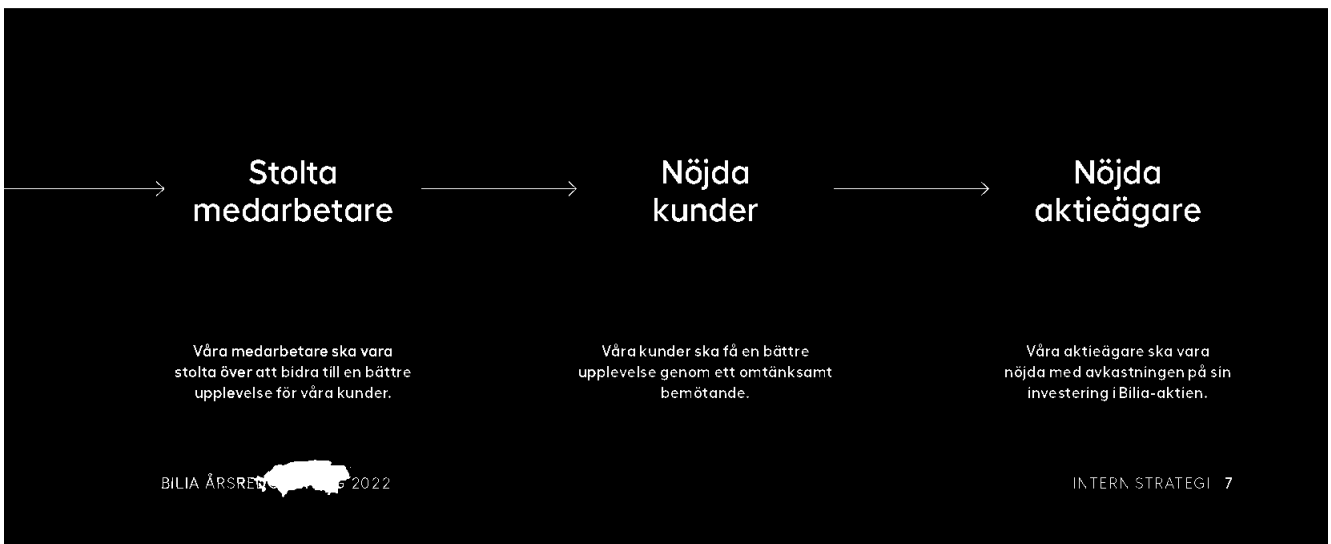 Stolta
medarbetare
Nöjda
kunder
Nöjda
aktieägare
Våra medarbetare ska vara
stolta över att bidra till en bättre
upplevelse för våra kunder.
Våra kunder ska få en bättre
upplevelse genom ett omtänksamt
bemötande.
Våra aktieägare ska vara
nöjda med avkastningen på sin
investering i Bilia-aktien.
BILIA 2022
INTERN STRATEGI 7